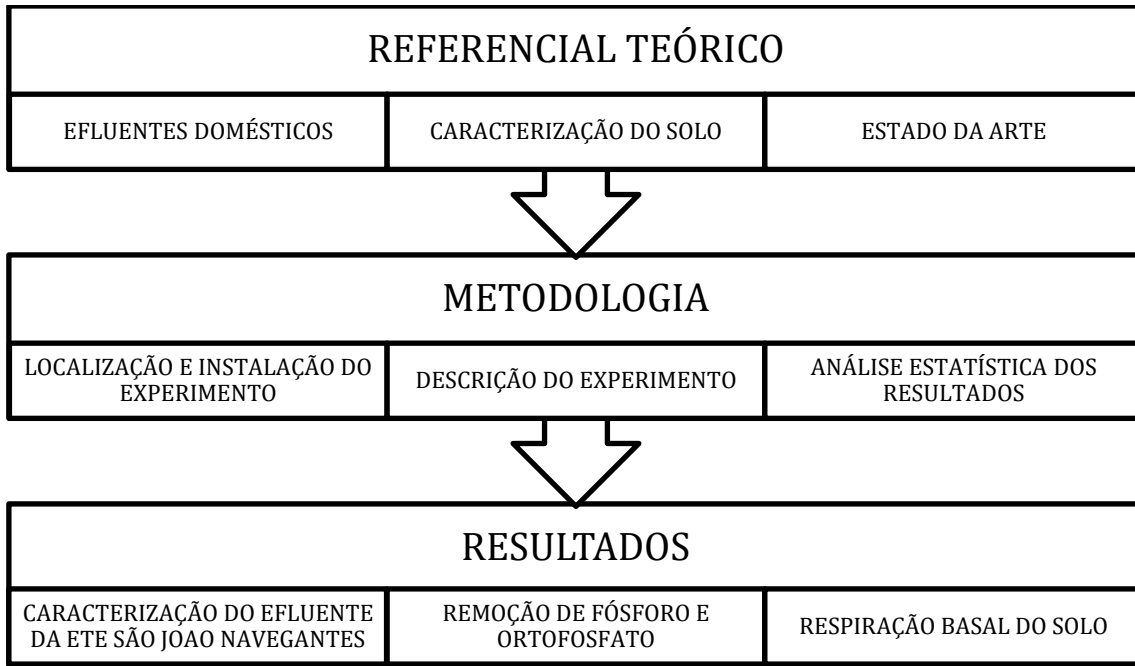 REFERENCIAL TEÓRICO
EFLUENTES DOMÉSTICOS
CARACTERIZAÇÃO DO SOLO
ESTADO DA ARTE
METODOLOGIA
LOCALIZAÇÃO E INSTALAÇÃO DO
EXPERIMENTO
DESCRIÇÃO DO EXPERIMENTO
ANÁLISE ESTATÍSTICA DOS
RESULTADOS
RESULTADOS
CARACTERIZAÇÃO DO EFLUENTE
DA ETE SÃO JOAO NAVEGANTES
REMOÇÃO DE FÓSFORO E
ORTOFOSFATO
RESPIRAÇÃO BASAL DO SOLO